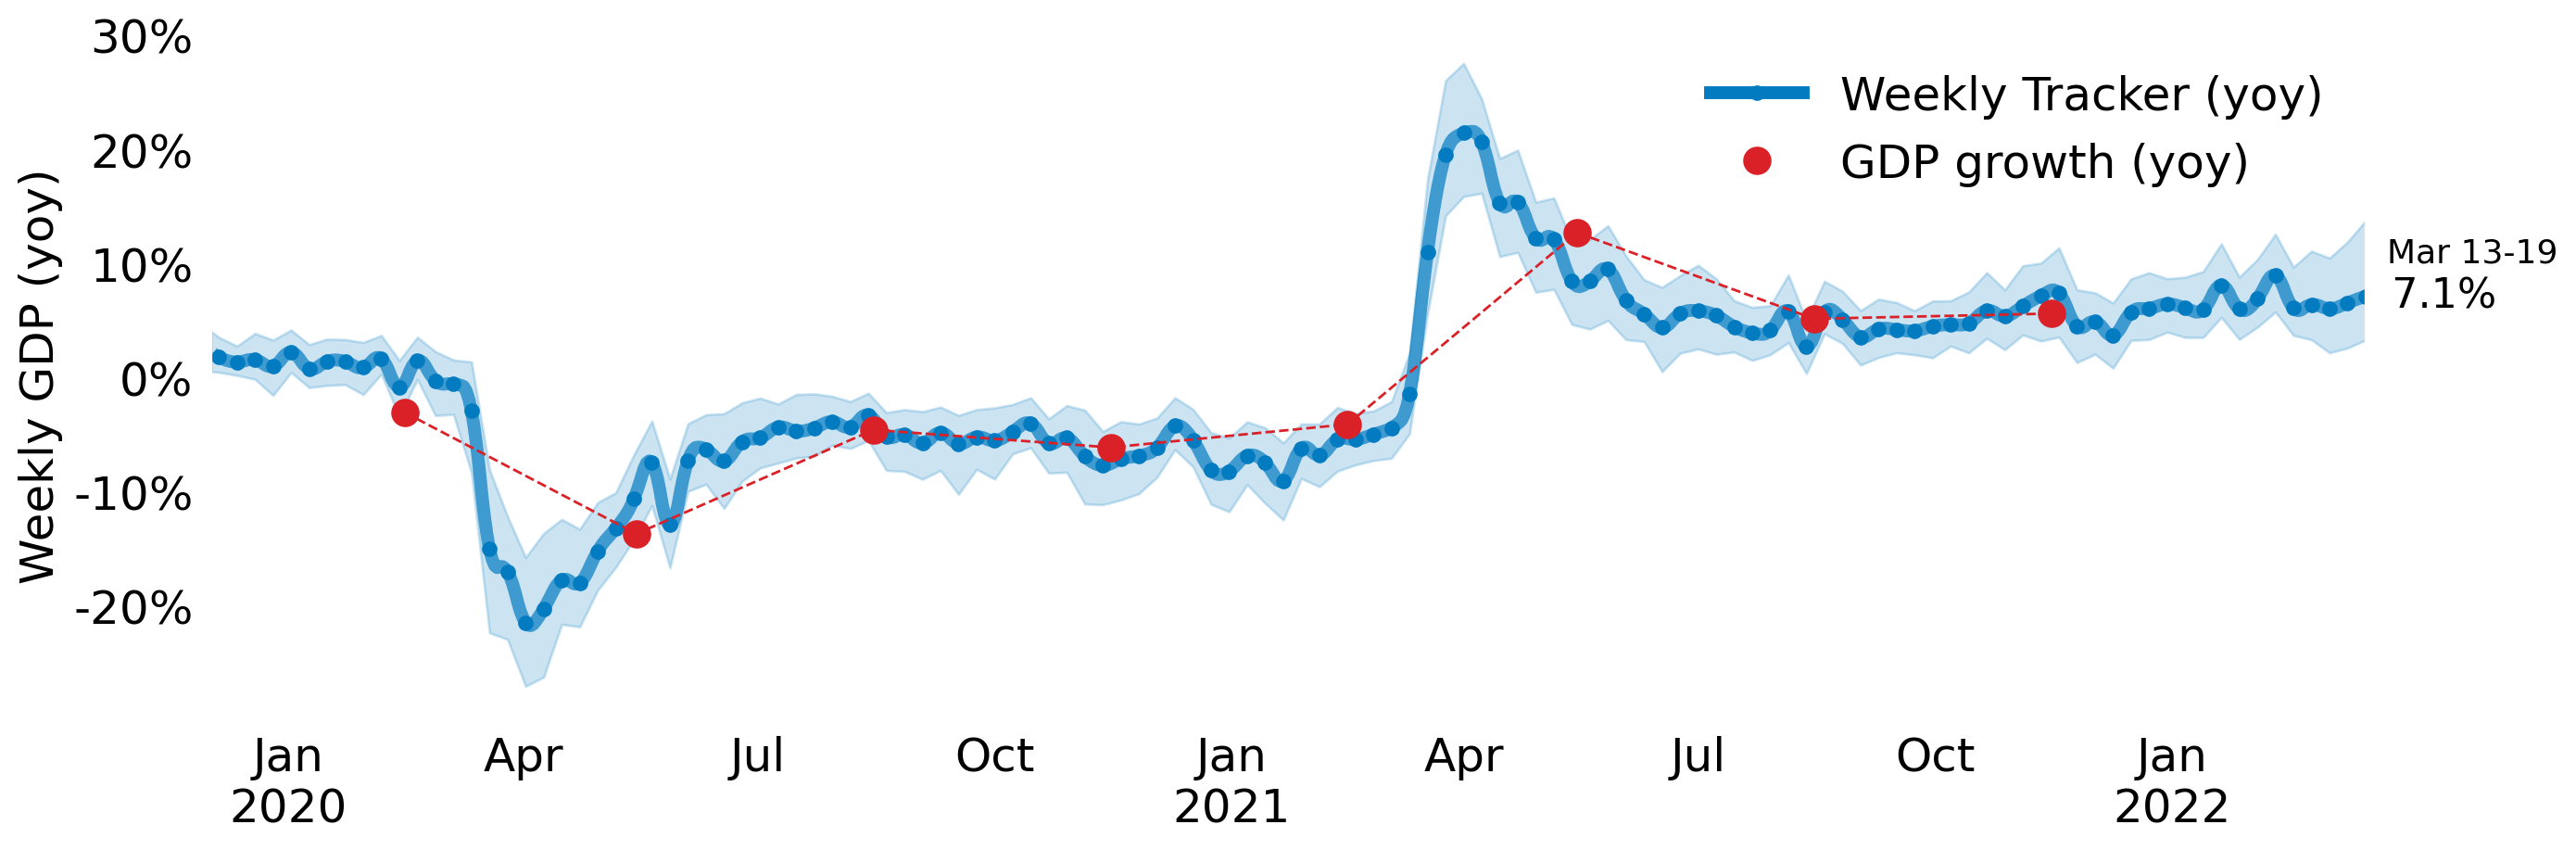 Weekly GDP (yoy)
30%
20%
10%
0%
-10%
-20%
Weekly Tracker (yoy)
GDP growth (yoy)
Mar 13-19
7.1%
Jan Apr Jul Oct Jan Apr Jul Oct Jan
2020 2021 2022